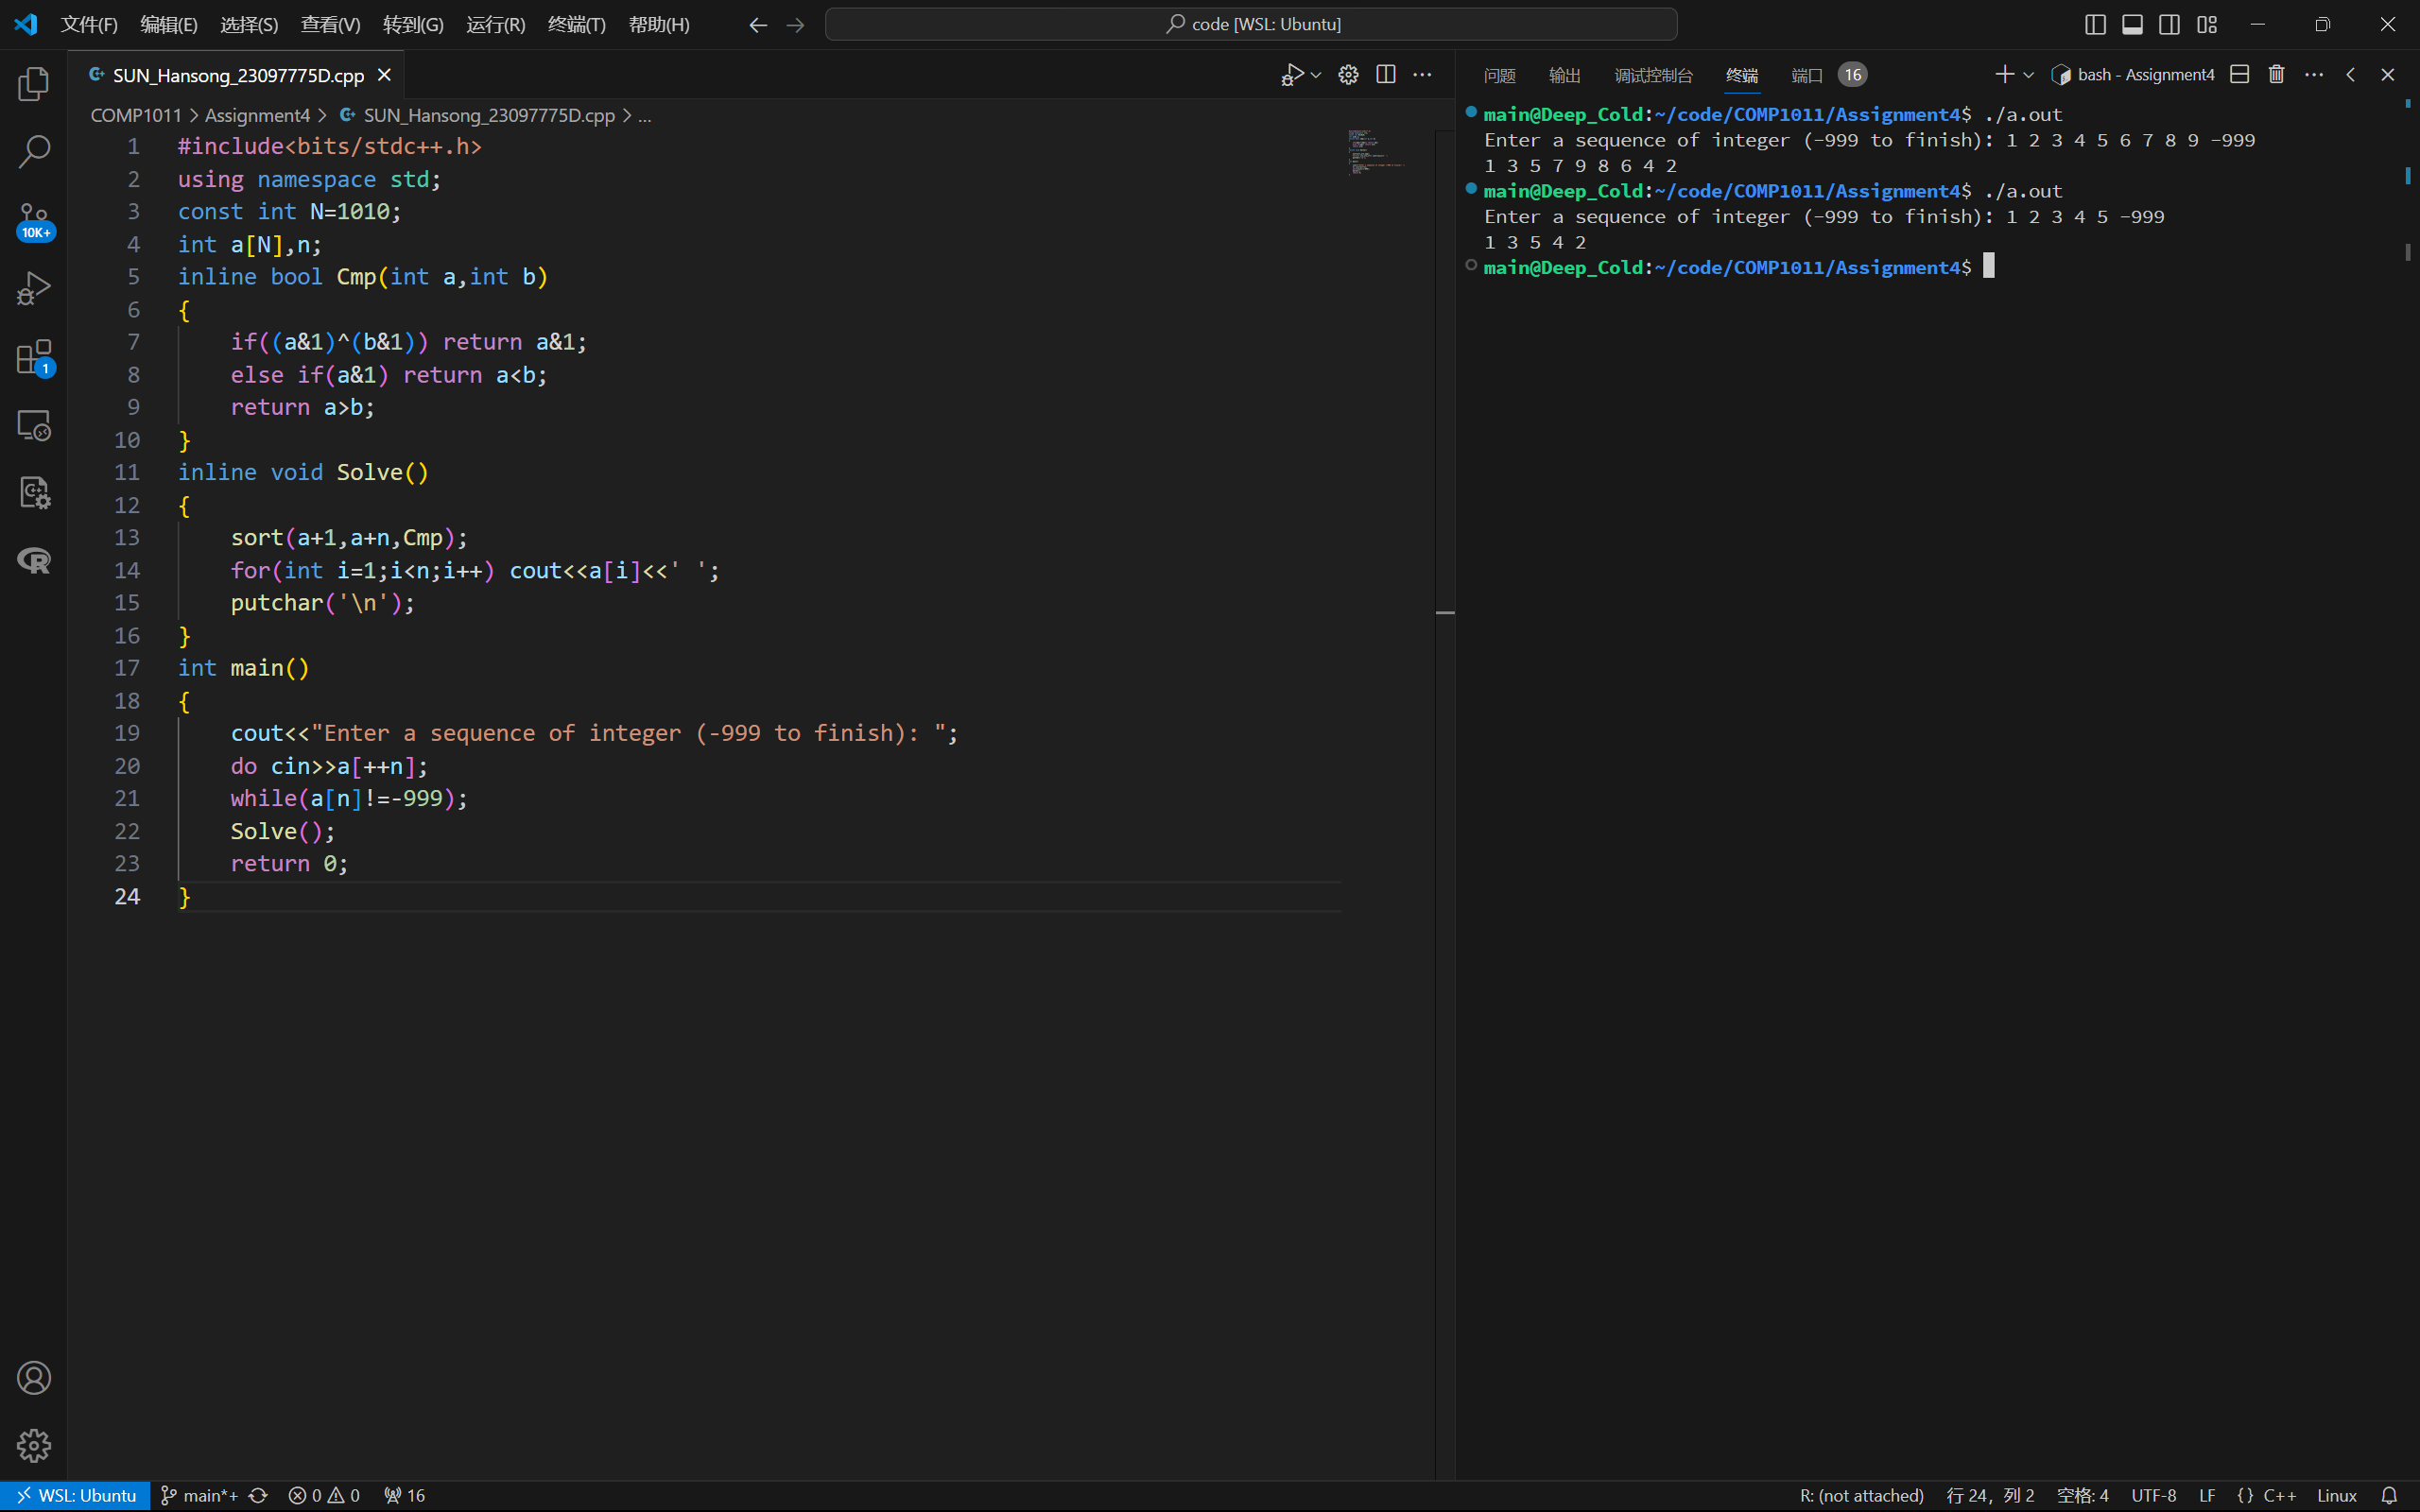 文件(F) 编辑(E) 选择(S) 查看(V) 转到(G) 运行(R) 终端(T) 帮助(H) code [WSL: Ubuntu]
SUN_Hansong_23097775D.cpp
COMP1011 > Assignment4 > SUN_Hansong_23097775D.cpp > ...
10K+
1
1 #include<bits/stdc++.h>
2 using namespace std;
3 const int N=1010;
4 int a[N],n;
5 inline bool Cmp(int a,int b)
6 {
7     if((a&1)^(b&1)) return a&1;
8     else if(a&1) return a<b;
9     return a>b;
10 }
11 inline void Solve()
12 {
13     sort(a+1,a+n,Cmp);
14     for(int i=1;i<n;i++) cout<<a[i]<<' ';
15     putchar('\n');
16 }
17 int main()
18 {
19     cout<<"Enter a sequence of integer (-999 to finish): ";
20     do cin>>a[++n];
21     while(a[n]!=-999);
22     Solve();
23     return 0;
24 }
问题 输出 调试控制台 终端 端口 16 bash - Assignment4
main@Deep_Cold:~/code/COMP1011/Assignment4$ ./a.out
Enter a sequence of integer (-999 to finish): 1 2 3 4 5 6 7 8 9 -999
1 3 5 7 9 8 6 4 2
main@Deep_Cold:~/code/COMP1011/Assignment4$ ./a.out
Enter a sequence of integer (-999 to finish): 1 2 3 4 5 -999
1 3 5 4 2
main@Deep_Cold:~/code/COMP1011/Assignment4$
WSL: Ubuntu main*+ 0 0 16 R: (not attached) 行 24，列 2 空格: 4 UTF-8 LF {} C++ Linux